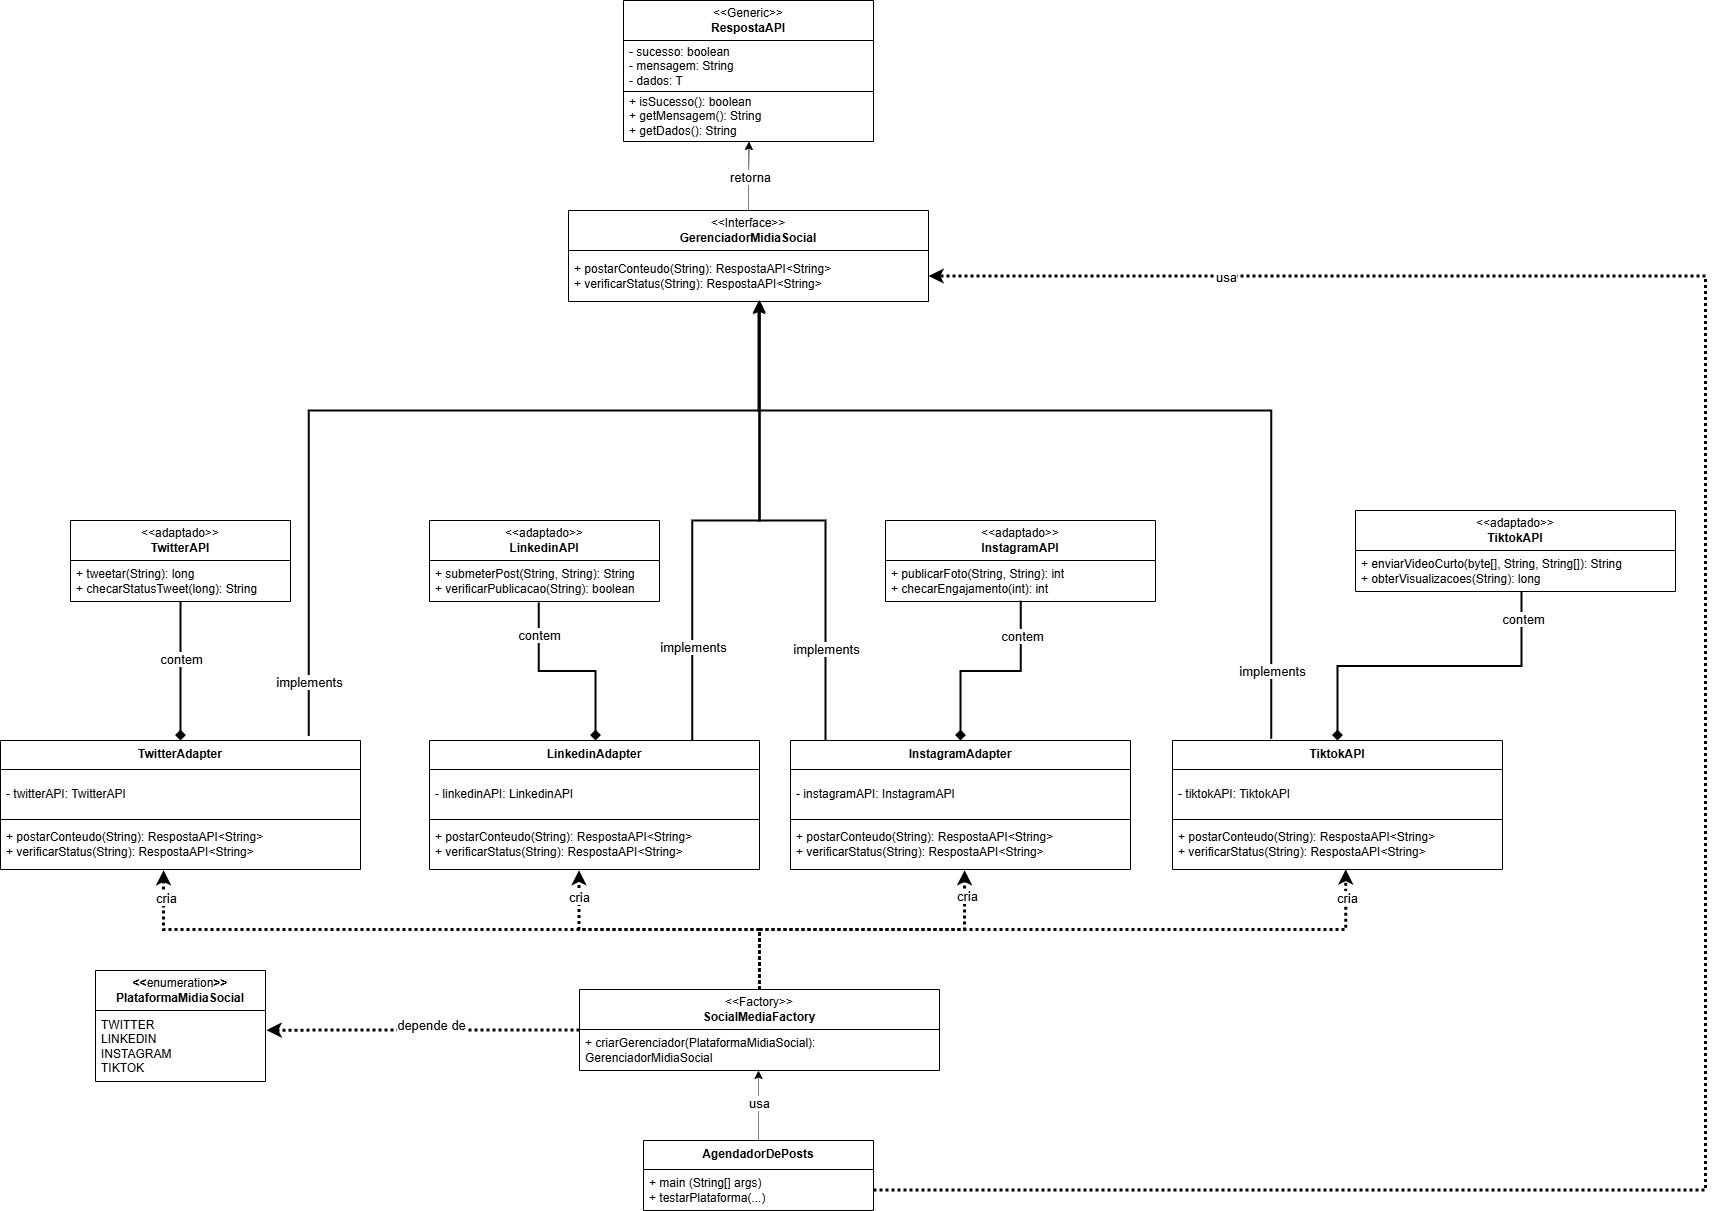 <<Generic>>
RespostaAPI
- sucesso: boolean
- mensagem: String
- dados: T
+ isSucesso(): boolean
+ getMensagem(): String
+ getDados(): String
retorna
<<Interface>>
GerenciadorMidiaSocial
+ postarConteudo(String): RespostaAPI<String>
+ verificarStatus(String): RespostaAPI<String>
usa
<<adaptado>>
TwitterAPI
+ tweetar(String): long
+ checarStatusTweet(long): String
<<adaptado>>
LinkedinAPI
+ submeterPost(String, String): String
+ verificarPublicacao(String): boolean
<<adaptado>>
InstagramAPI
+ publicarFoto(String, String): int
+ checarEngajamento(int): int
<<adaptado>>
TiktokAPI
+ enviarVideoCurto(byte[], String, String[]): String
+ obterVisualizacoes(String): long
contem
implements
contem
implements
implements
contem
implements
contem
TwitterAdapter
- twitterAPI: TwitterAPI
+ postarConteudo(String): RespostaAPI<String>
+ verificarStatus(String): RespostaAPI<String>
LinkedinAdapter
- linkedinAPI: LinkedinAPI
+ postarConteudo(String): RespostaAPI<String>
+ verificarStatus(String): RespostaAPI<String>
InstagramAdapter
- instagramAPI: InstagramAPI
+ postarConteudo(String): RespostaAPI<String>
+ verificarStatus(String): RespostaAPI<String>
TiktokAPI
- tiktokAPI: TiktokAPI
+ postarConteudo(String): RespostaAPI<String>
+ verificarStatus(String): RespostaAPI<String>
cria
cria
cria
cria
<<enumeration>>
PlataformaMidiaSocial
TWITTER
LINKEDIN
INSTAGRAM
TIKTOK
depende de
<<Factory>>
SocialMediaFactory
+ criarGerenciador(PlataformaMidiaSocial):
GerenciadorMidiaSocial
usa
AgendadorDePosts
+ main (String[] args)
+ testarPlataforma(...)